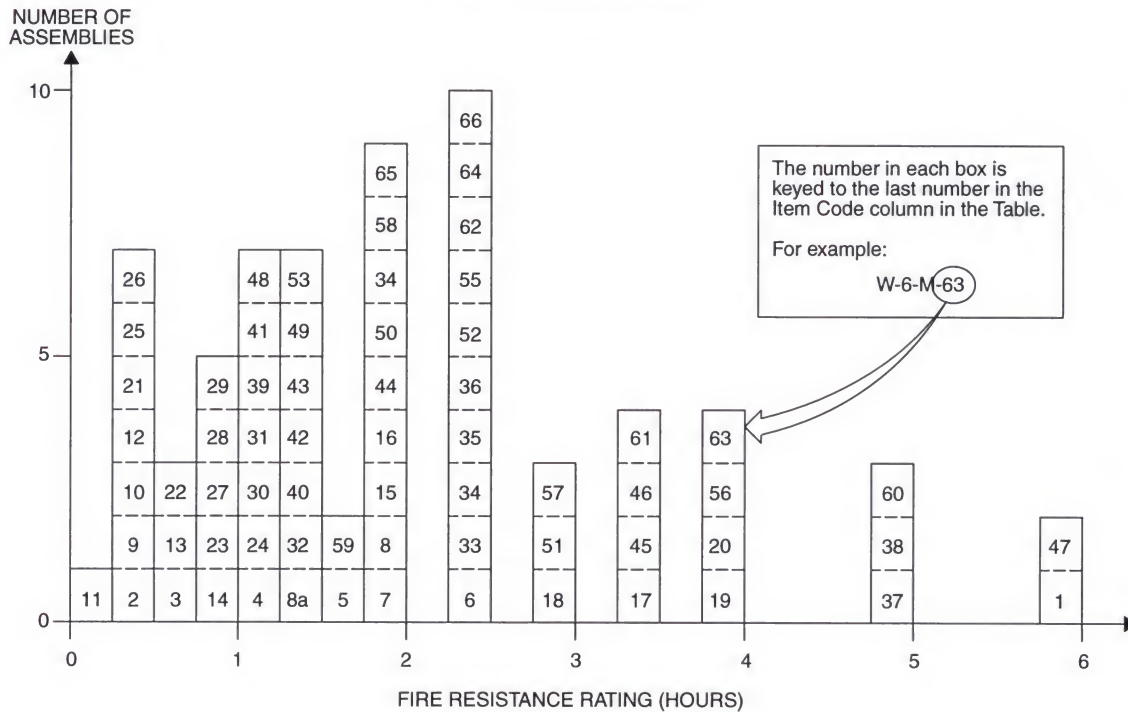 NUMBER OF
ASSEMBLIES
10
66
65 64
58 62
The number in each box is
keyed to the last number in the
Item Code column in the Table.
For example:
W-6-M-63
26 48 53 34 55
25 41 49 50 52
5
21 29 39 43 44 36
12 28 31 42 16 35 61 63
10 22 27 30 40 15 34 57 46 56 60
9 13 23 24 32 59 8 33 51 45 20 38 47
11 2 3 14 4 8a 5 7 6 18 17 19 37 1
0
0 1 2 3 4 5 6
FIRE RESISTANCE RATING (HOURS)